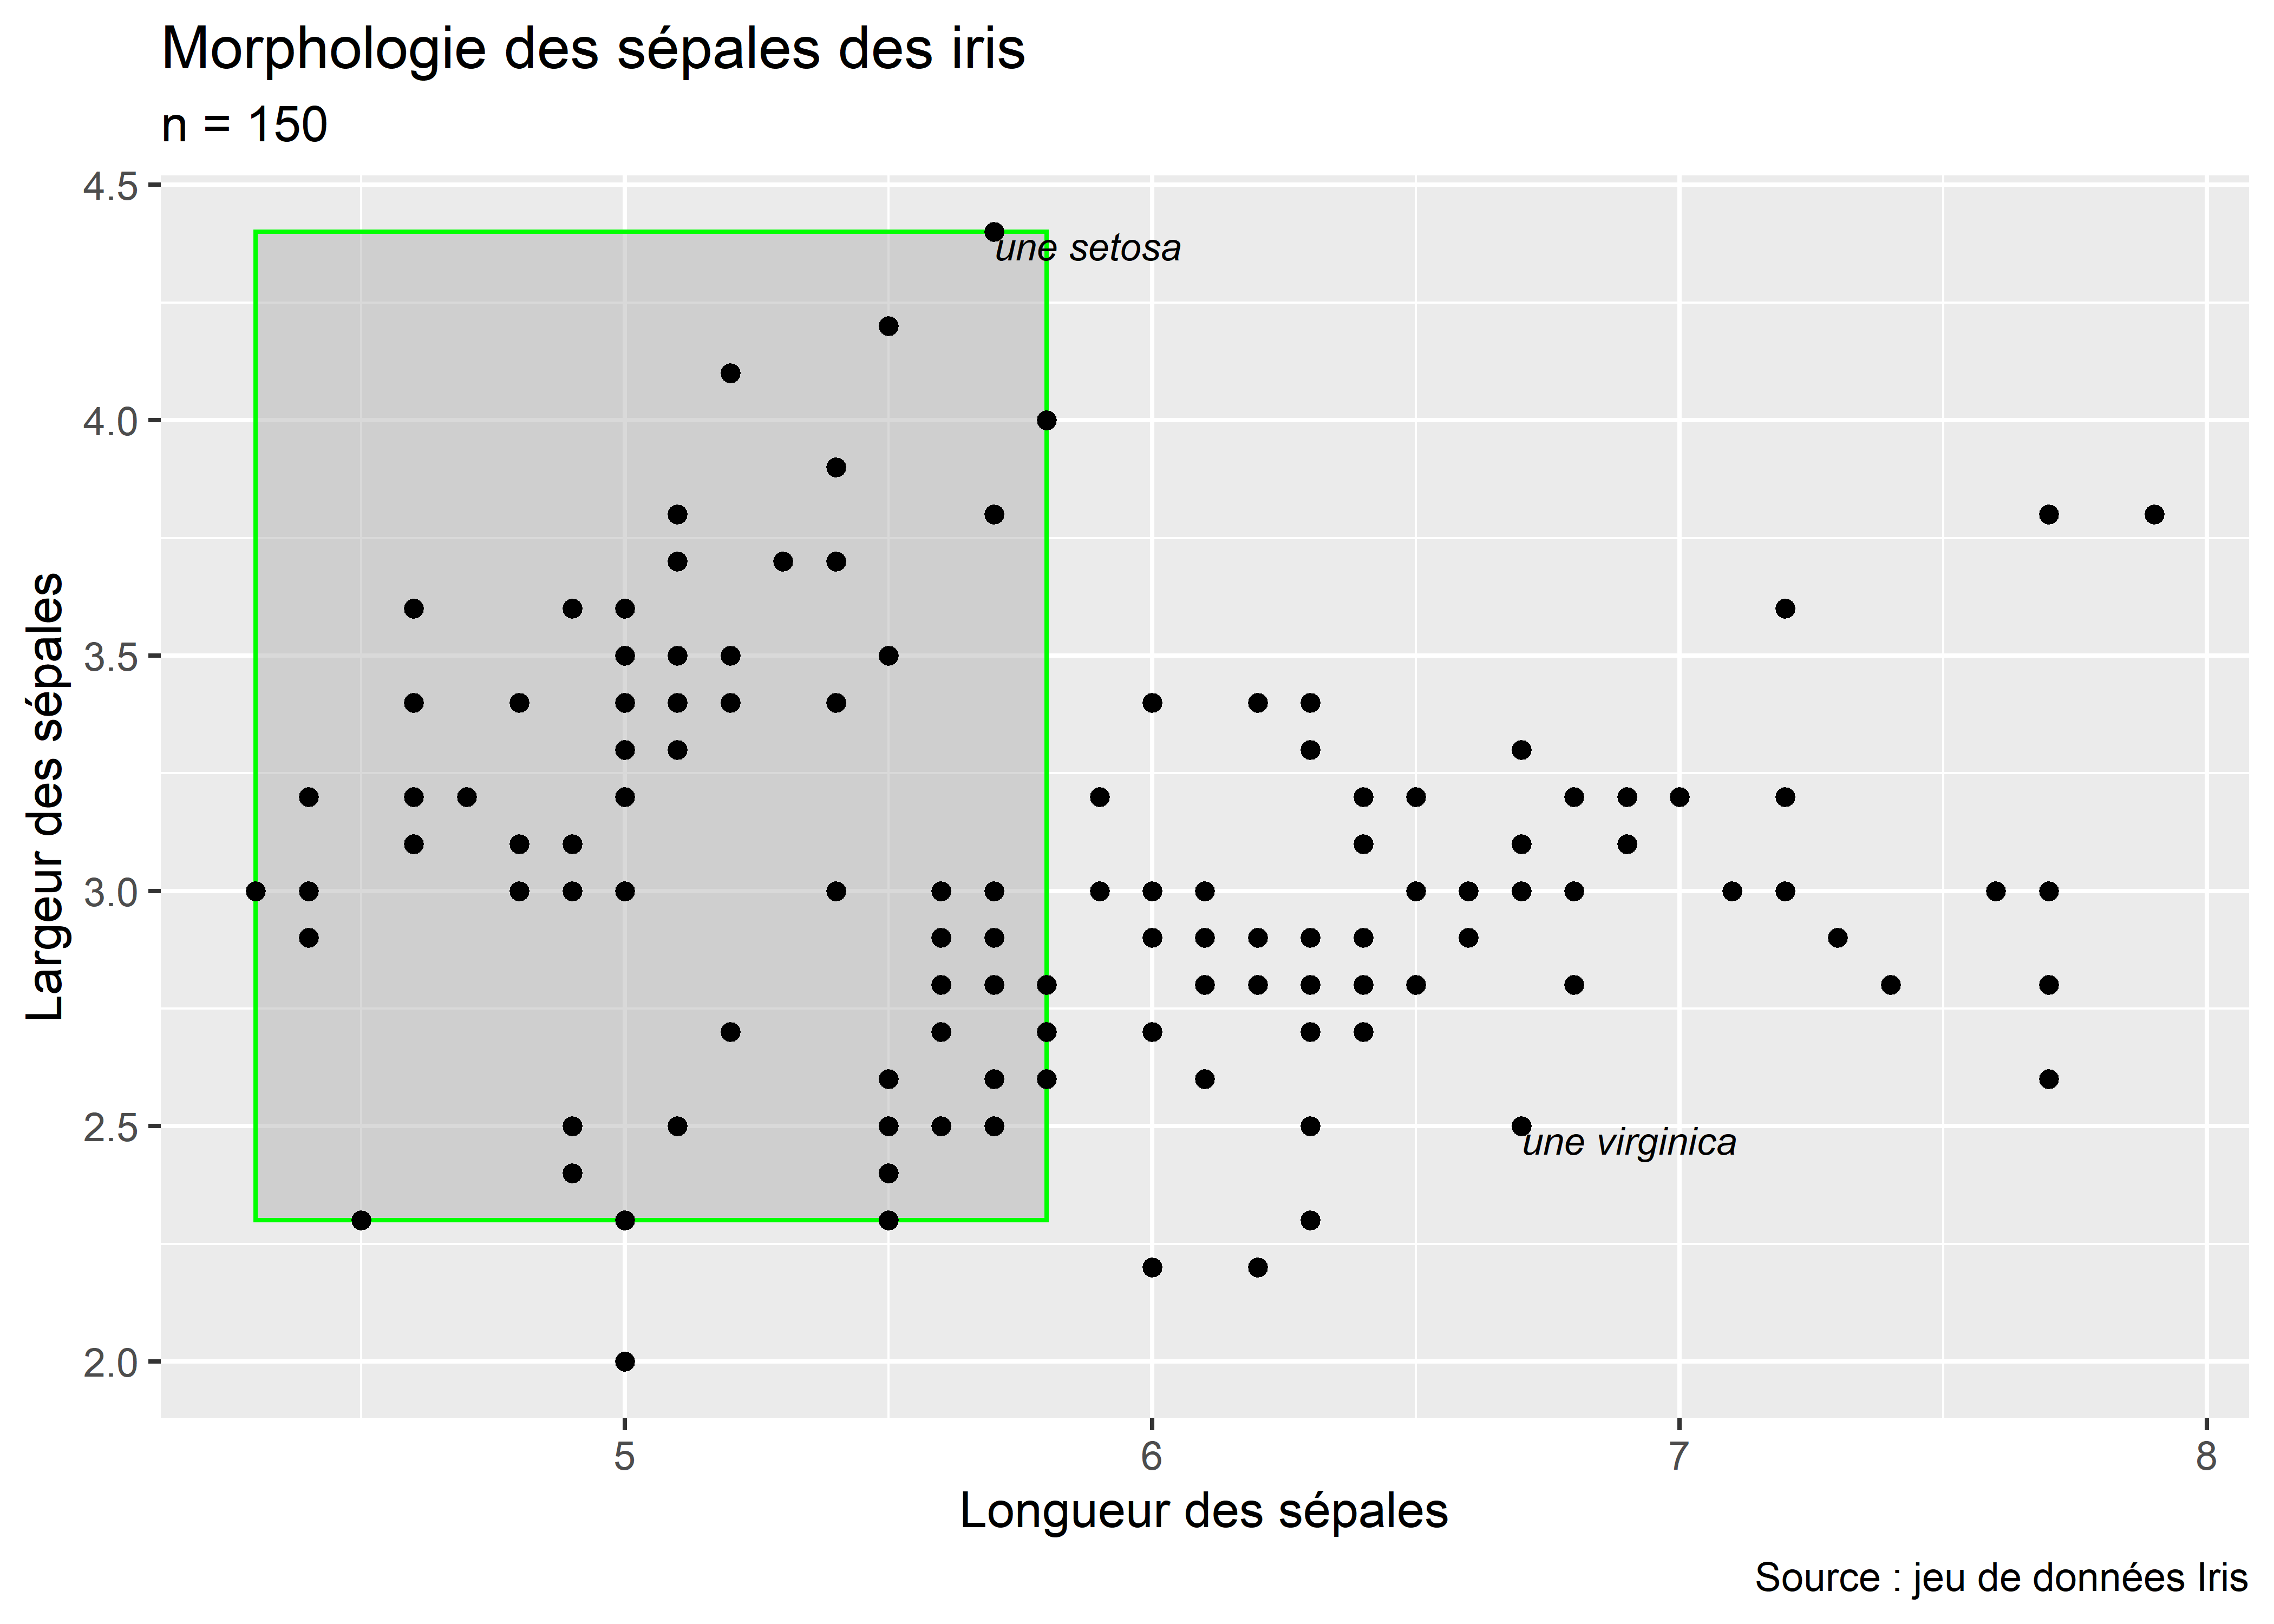 Morphologie des sépales des iris
n = 150
4.5
4.0
3.5
3.0
2.5
2.0
Largeur des sépales
une setosa
une virginica
5 6 7 8
Longueur des sépales
Source : jeu de données Iris